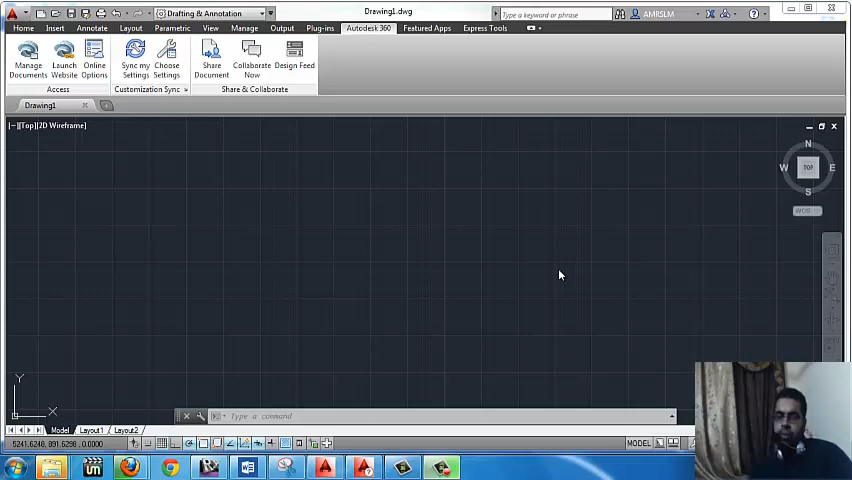 Drafting & Annotation
Drawing1.dwg
Type a keyword or phrase
AMRSLM
Home Insert Annotate Layout Parametric View Manage Output Plug-ins Autodesk 360 Featured Apps Express Tools
Manage Documents
Launch Website
Online Options
Sync my Settings
Choose Settings
Share Document
Collaborate Now
Design Feed
Access
Customization Sync
Share & Collaborate
Drawing1
[−][Top][2D Wireframe]
N
W TOP E
S
WCS
Y
X
Type a command
Model Layout1 Layout2
5241.6248, 891.6298 , 0.0000
MODEL